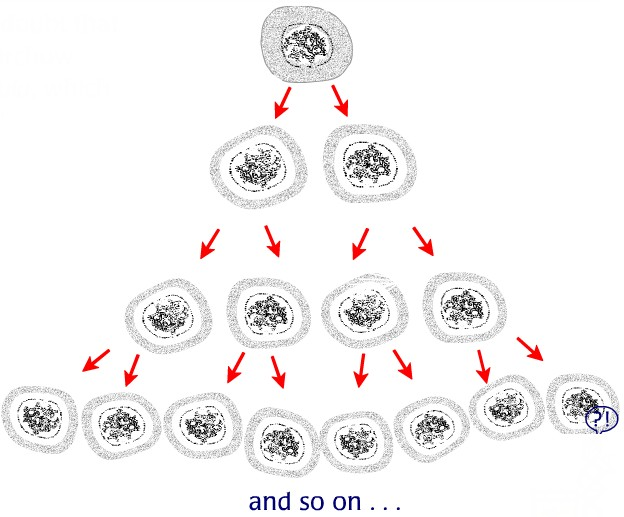 ?!
and so on . . .